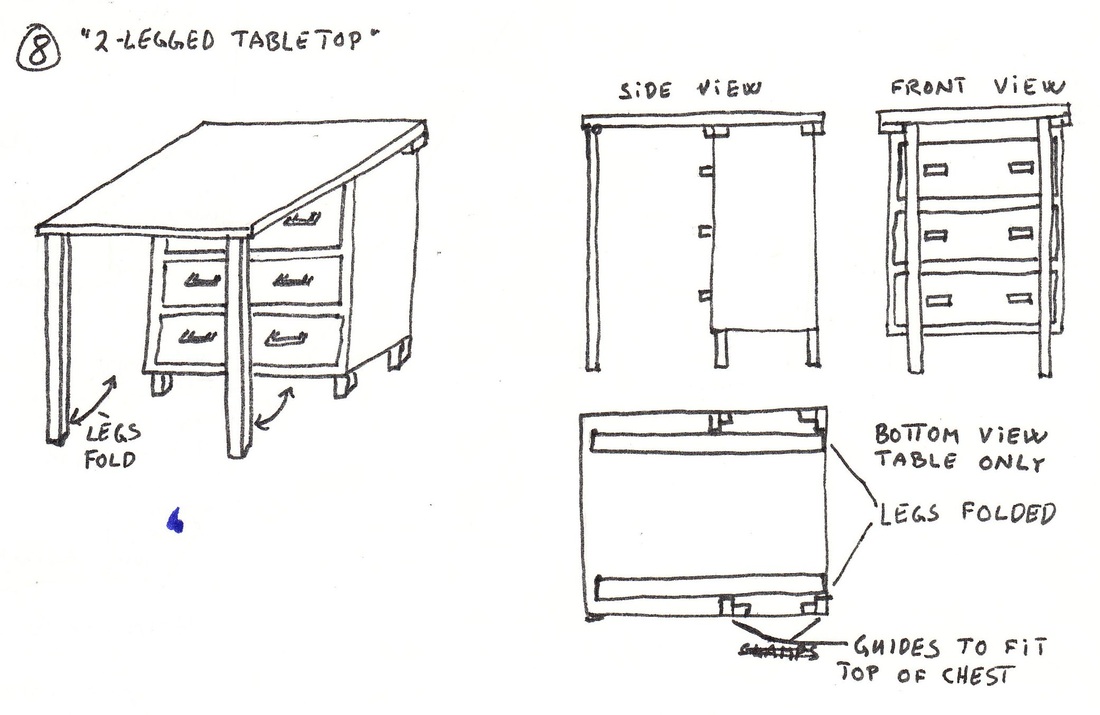 8 "2-LEGGED TABLETOP"
SIDE VIEW
FRONT VIEW
LEGS
FOLD
BOTTOM VIEW
TABLE ONLY
LEGS FOLDED
CLAMPS GUIDES TO FIT
TOP OF CHEST